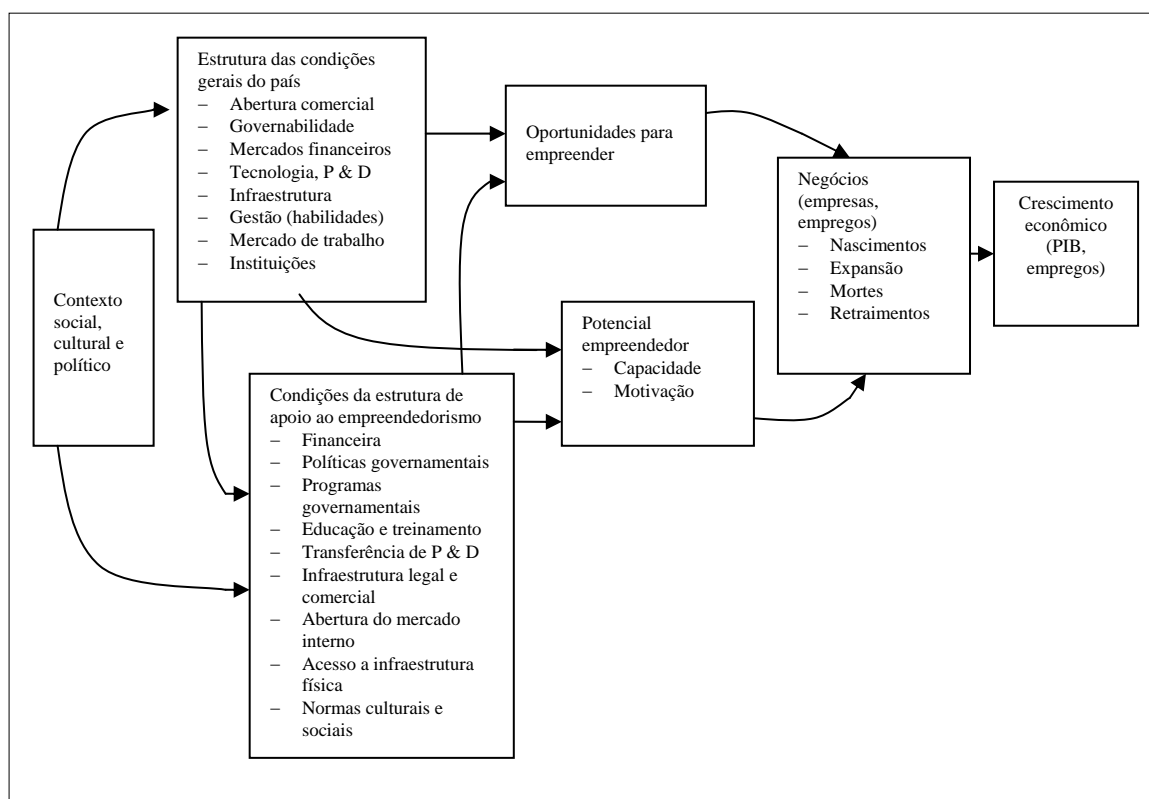 Contexto
social,
cultural e
político
Estrutura das condições
gerais do país
− Abertura comercial
− Governabilidade
− Mercados financeiros
− Tecnologia, P & D
− Infraestrutura
− Gestão (habilidades)
− Mercado de trabalho
− Instituições
Condições da estrutura de
apoio ao empreendedorismo
− Financeira
− Políticas governamentais
− Programas
governamentais
− Educação e treinamento
− Transferência de P & D
− Infraestrutura legal e
comercial
− Abertura do mercado
interno
− Acesso a infraestrutura
física
− Normas culturais e
sociais
Oportunidades para
empreender
Potencial
empreendedor
− Capacidade
− Motivação
Negócios
(empresas,
empregos)
− Nascimentos
− Expansão
− Mortes
− Retraimentos
Crescimento
econômico
(PIB,
empregos)